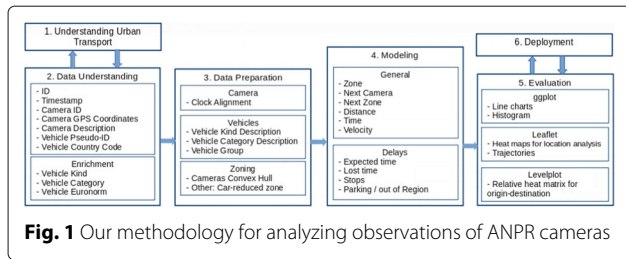 1. Understanding Urban
Transport
2. Data Understanding
- ID
- Timestamp
- Camera ID
- Camera GPS Coordinates
- Camera Description
- Vehicle Pseudo-ID
- Vehicle Country Code
Enrichment
- Vehicle Kind
- Vehicle Category
- Vehicle Euronorm
3. Data Preparation
Camera
- Clock Alignment
Vehicles
- Vehicle Kind Description
- Vehicle Category Description
- Vehicle Group
Zoning
- Cameras Convex Hull
- Other: Car-reduced zone
4. Modeling
General
- Zone
- Next Camera
- Next Zone
- Distance
- Time
- Velocity
Delays
- Expected time
- Lost time
- Stops
- Parking / out of Region
6. Deployment
5. Evaluation
ggplot
- Line charts
- Histogram
Leaflet
- Heat maps for location analysis
- Trajectories
Levelplot
- Relative heat matrix for
origin-destination
Fig. 1 Our methodology for analyzing observations of ANPR cameras